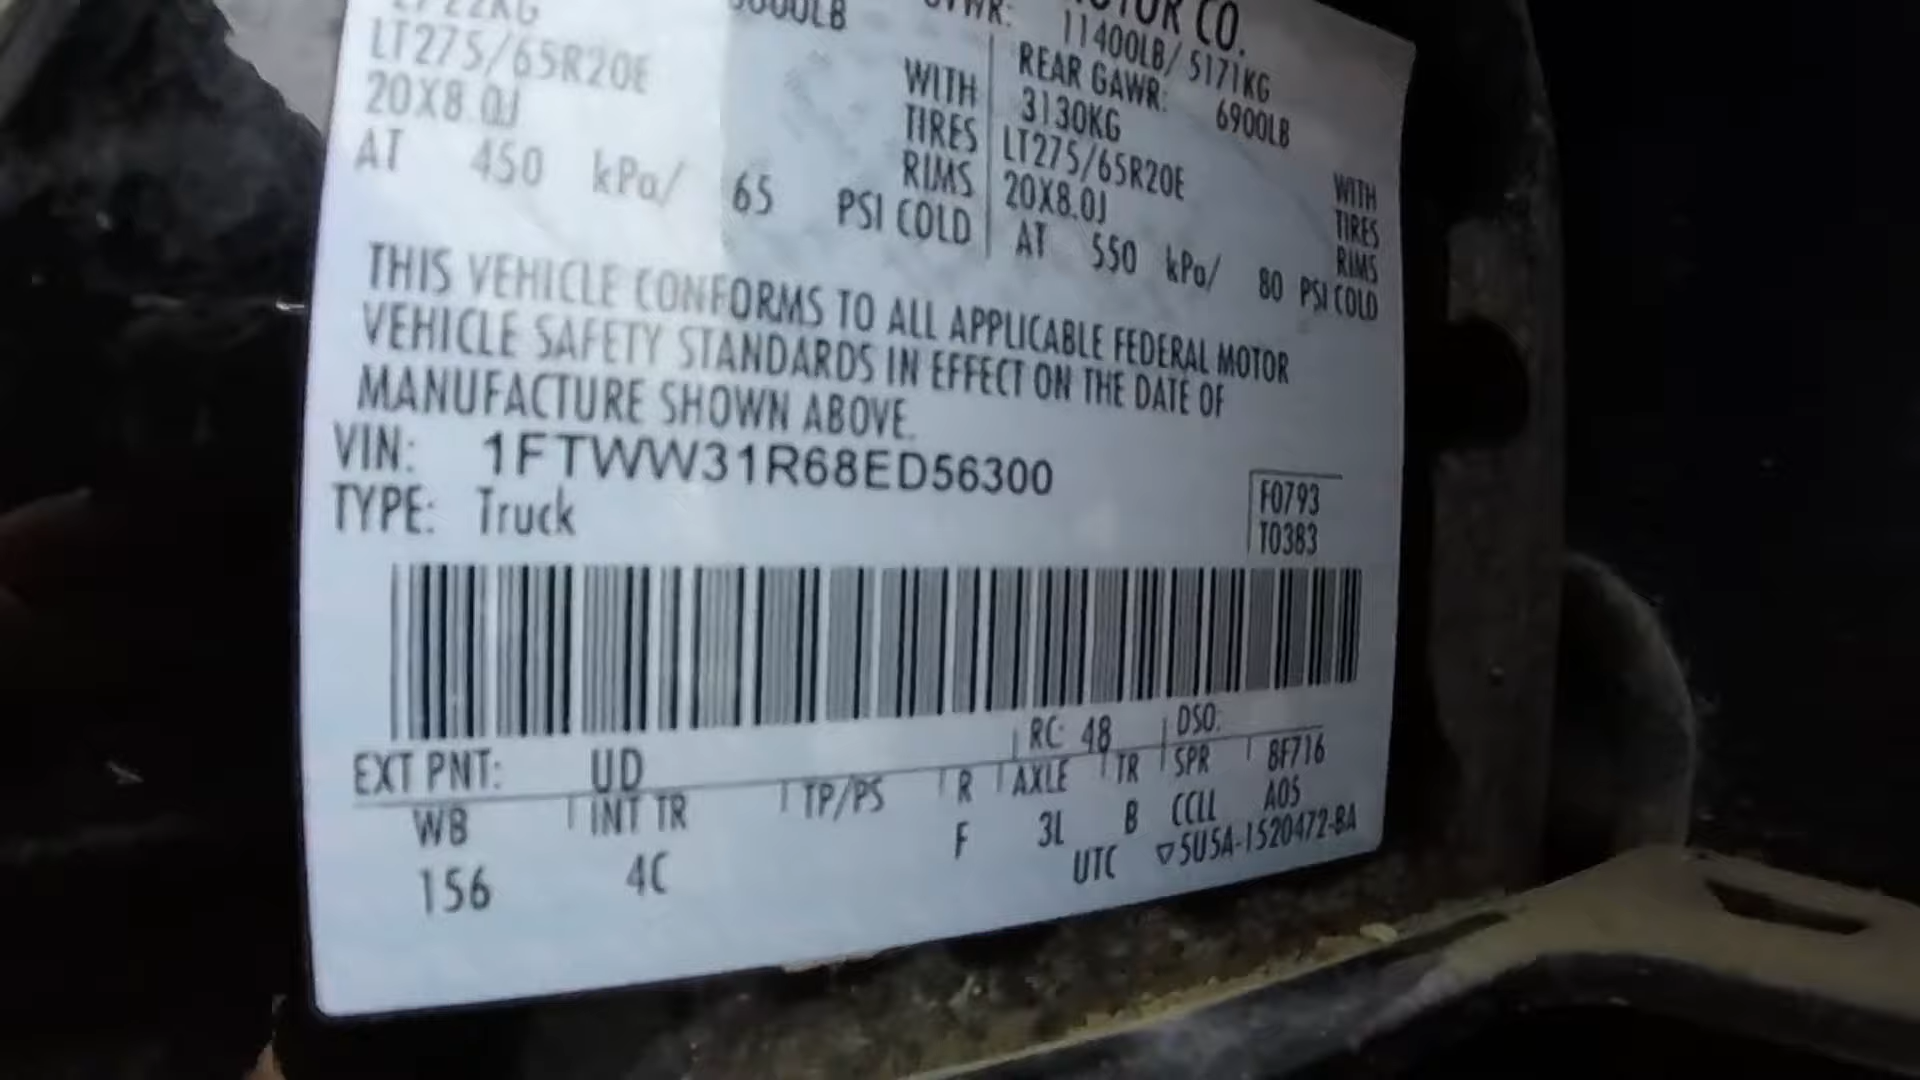 MOTOR CO.
11400LB/ 5171KG
LT275/65R20E
20X8.0J
AT 450 kPa/ 65 PSI COLD
WITH
TIRES
RIMS
REAR GAWR: 6900LB
3130KG WITH
LT275/65R20E TIRES
20X8.0J RIMS
AT 550 kPa/ 80 PSI COLD
THIS VEHICLE CONFORMS TO ALL APPLICABLE FEDERAL MOTOR
VEHICLE SAFETY STANDARDS IN EFFECT ON THE DATE OF
MANUFACTURE SHOWN ABOVE.
VIN: 1FTWW31R68ED56300
TYPE: Truck
F0793
T0383
EXT PNT: UD RC: 48 DSO:
WB INT TR TP/PS R AXLE TR SPR BF716
156 4C F 3L B CCLL A05
UTC ▽5U5A-1520472-BA